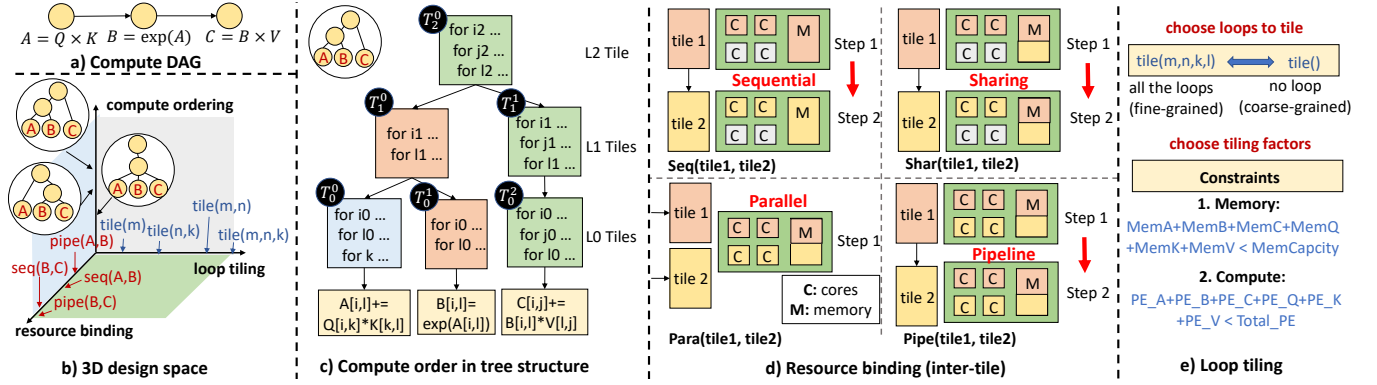 A = Q × K
B = exp(A)
C = B × V
a) Compute DAG
compute ordering
A B C
A B C
A B C
tile(m)
tile(n,k)
tile(m,n)
tile(m,n,k)
loop tiling
pipe(A,B)
seq(B,C)
seq(A,B)
pipe(B,C)
resource binding
b) 3D design space
A B C
T_2^0
for i2 ...
for j2 ...
for l2 ...
L2 Tile
T_1^0
for i1 ...
for l1 ...
T_1^1
for i1 ...
for j1 ...
for l1 ...
L1 Tiles
T_0^0
for i0 ...
for l0 ...
for k ...
T_0^1
for i0 ...
for l0 ...
T_0^2
for i0 ...
for j0 ...
for l0 ...
L0 Tiles
A[i,l]+=
Q[i,k]*K[k,l]
B[i,l]=
exp(A[i,l])
C[i,j]+=
B[i,l]*V[l,j]
c) Compute order in tree structure
tile 1
C C
C C
M
Step 1
Sequential
tile 2
C C
C C
M
Step 2
Seq(tile1, tile2)
tile 1
C C
C C
M
Step 1
Sharing
tile 2
C C
C C
M
Step 2
Shar(tile1, tile2)
tile 1
Parallel
C C
C C
M
Step 1
tile 2
C: cores
M: memory
Para(tile1, tile2)
tile 1
C C
C C
M
Step 1
Pipeline
tile 2
C C
C C
M
Step 2
Pipe(tile1, tile2)
d) Resource binding (inter-tile)
choose loops to tile
tile(m,n,k,l)
tile()
all the loops
(fine-grained)
no loop
(coarse-grained)
choose tiling factors
Constraints
1. Memory:
MemA+MemB+MemC+MemQ
+MemK+MemV < MemCapcity
2. Compute:
PE_A+PE_B+PE_C+PE_Q+PE_K
+PE_V < Total_PE
e) Loop tiling